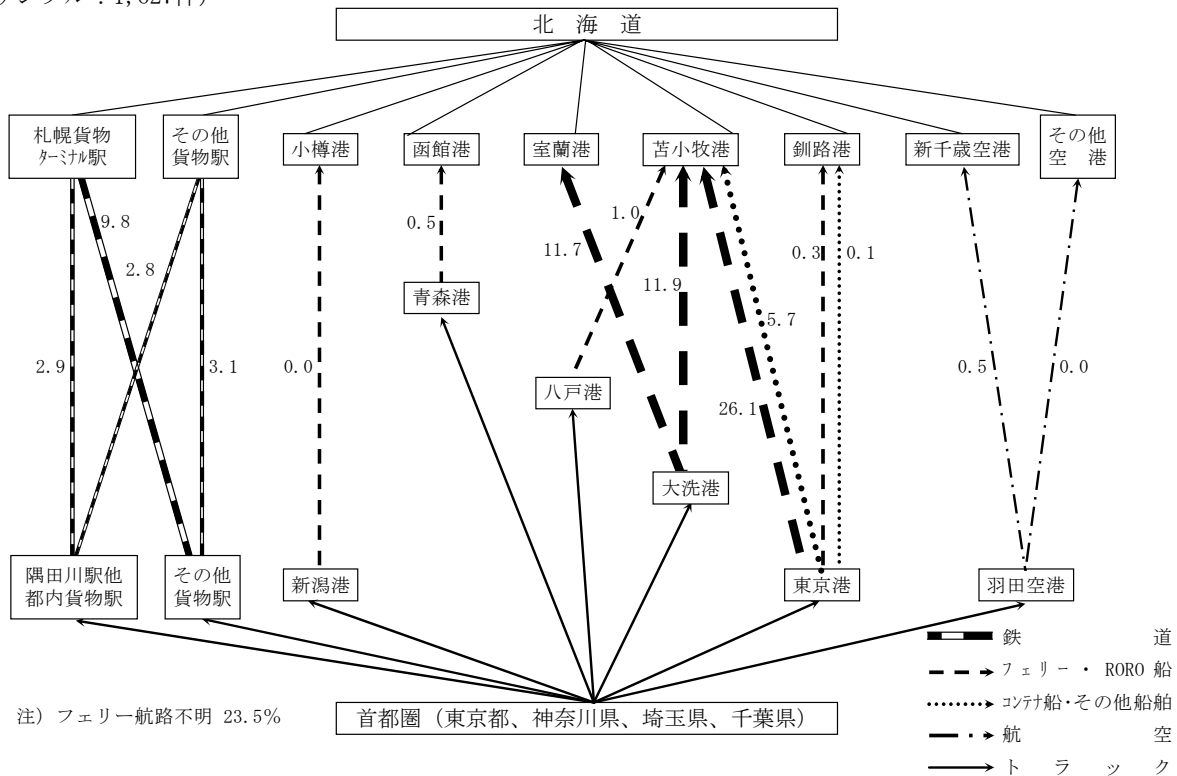 北 海 道
札幌貨物
ターミナル駅
その他
貨物駅
小樽港
函館港
室蘭港
苫小牧港
釧路港
新千歳空港
その他
空 港
9.8
2.8
0.5
11.7
1.0
11.9
0.3
0.1
青森港
2.9
3.1
0.0
八戸港
5.7
26.1
0.5
0.0
大洗港
隅田川駅他
都内貨物駅
その他
貨物駅
新潟港
東京港
羽田空港
注) フェリー航路不明 23.5%
首都圏 (東京都、神奈川県、埼玉県、千葉県)
鉄 道
フェリー ・ RORO 船
コンテナ船・その他船舶
航 空
ト ラ ッ ク